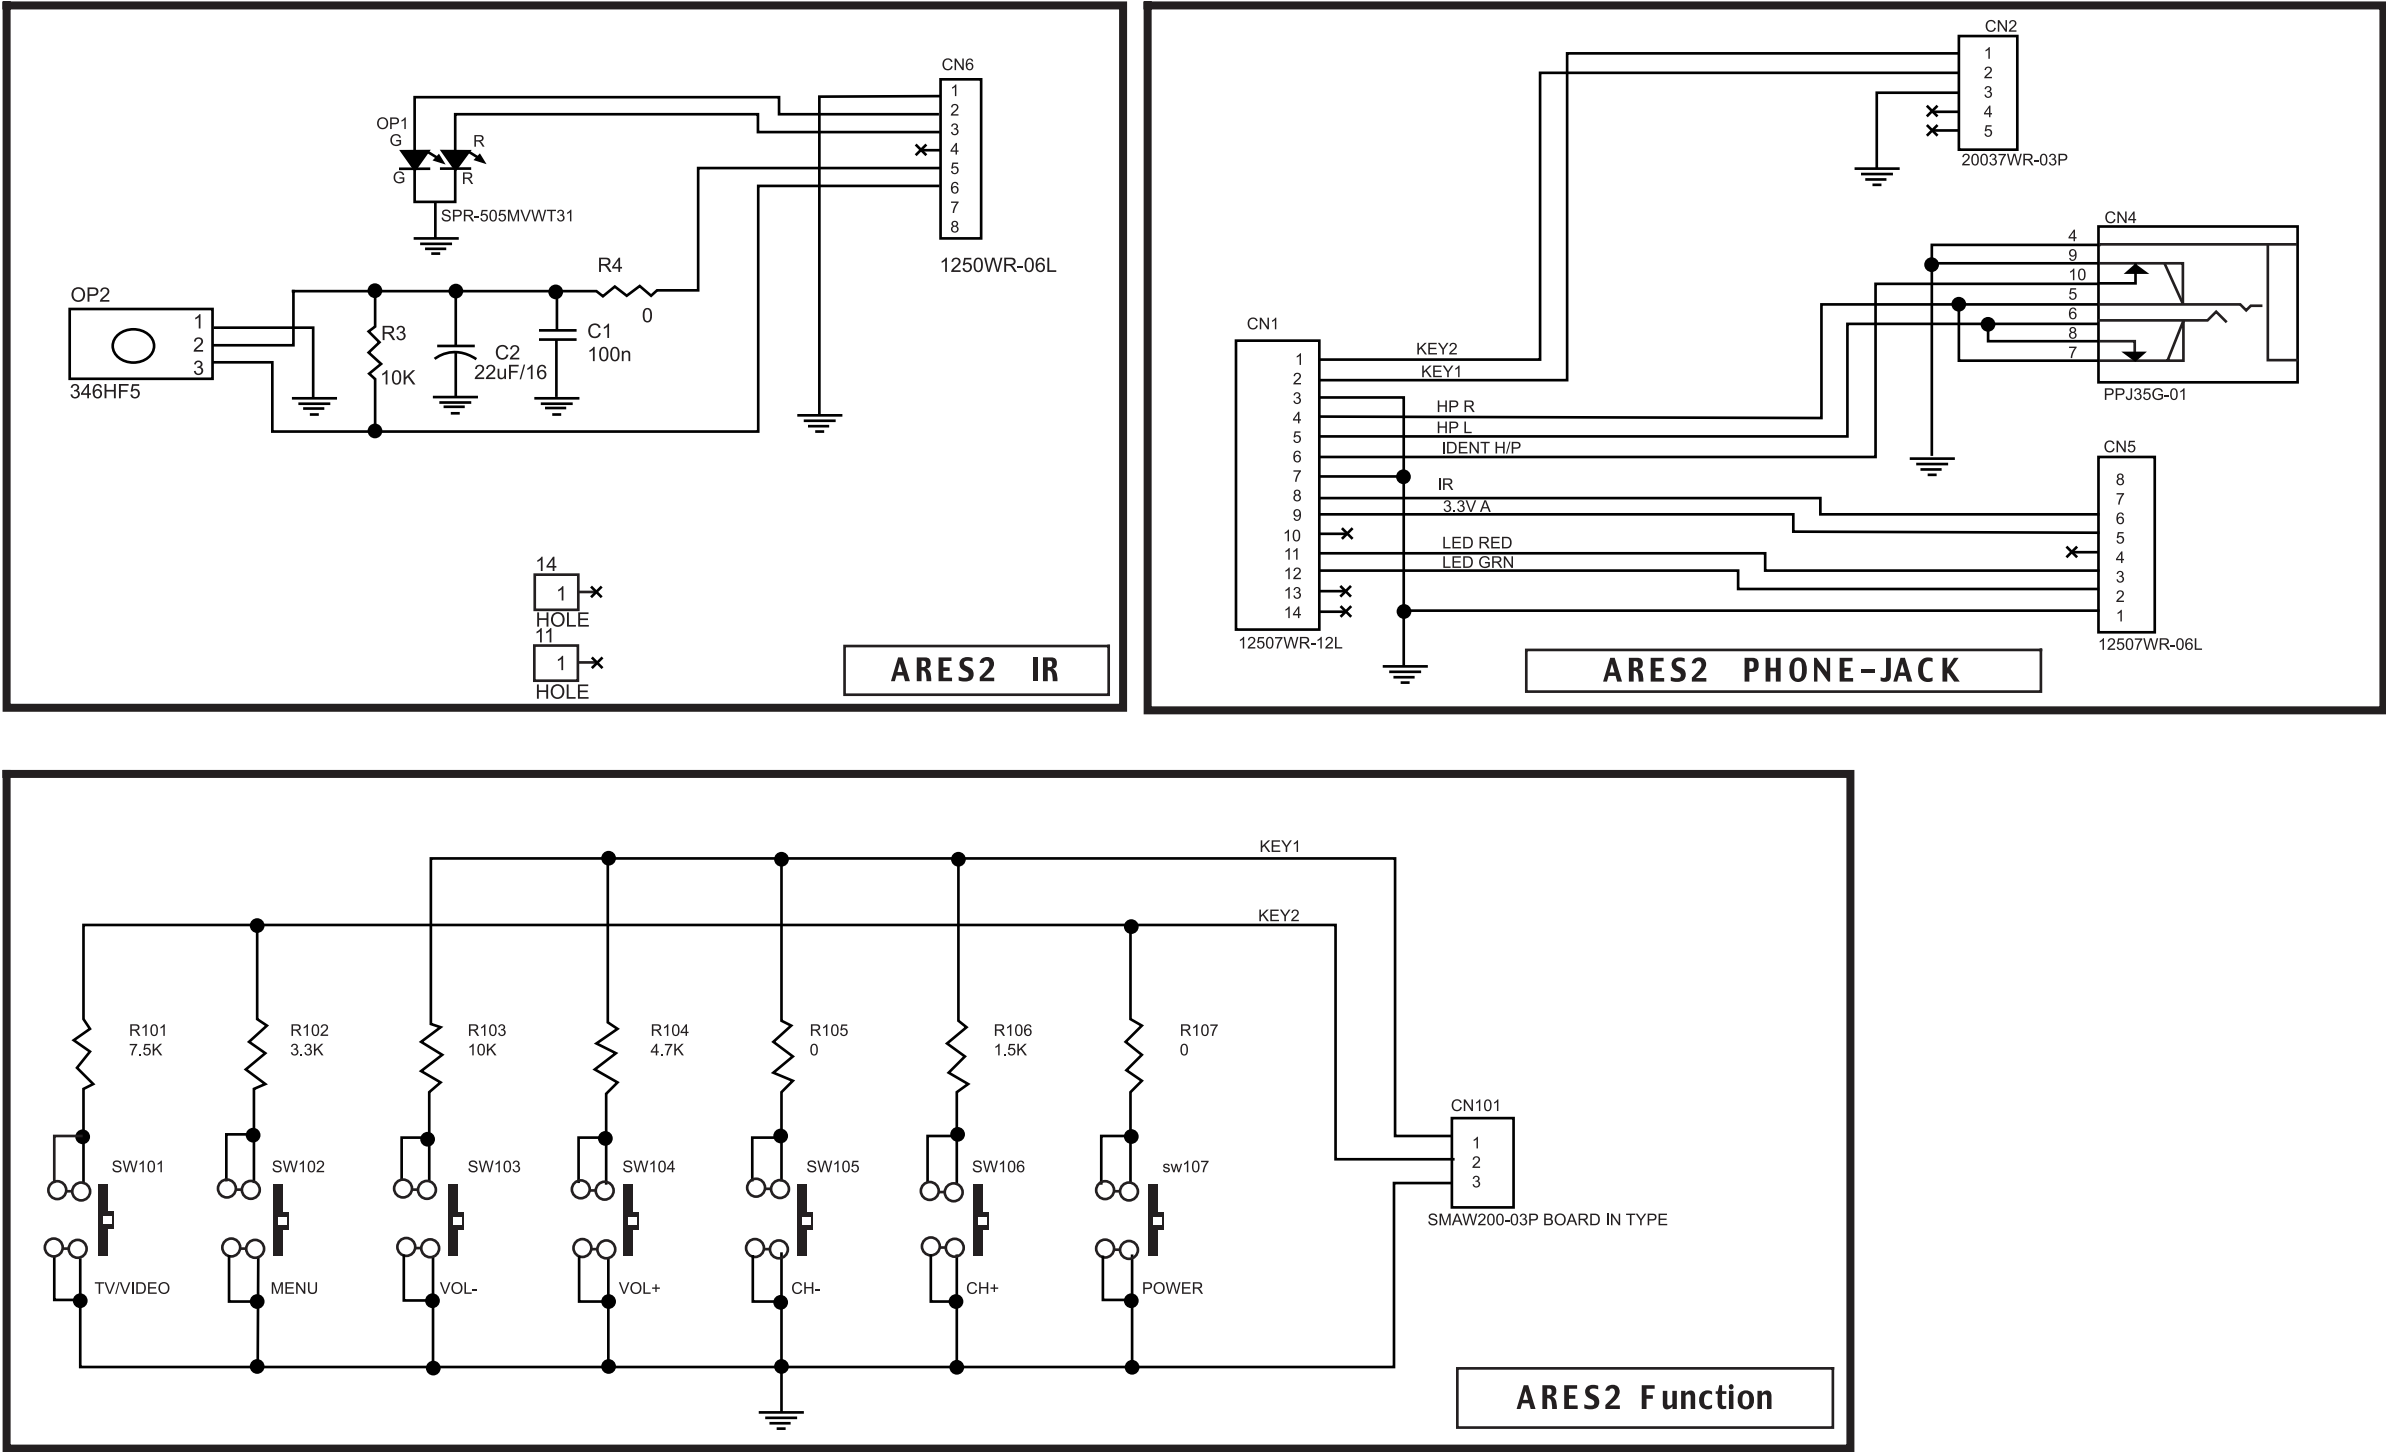 CN6
1
2
3
4
5
6
7
8
1250WR-06L
OP1
G
R
G
R
SPR-505MVWT31
OP2
1
2
3
346HF5
R3
10K
C2
22uF/16
C1
100n
R4
0
14
1
HOLE
11
1
HOLE
ARES2 IR
CN2
1
2
3
4
5
20037WR-03P
CN4
4
9
10
5
6
8
7
PPJ35G-01
CN1
1
2
3
4
5
6
7
8
9
10
11
12
13
14
12507WR-12L
KEY2
KEY1
HP R
HP L
IDENT H/P
IR
3.3V A
LED RED
LED GRN
CN5
8
7
6
5
4
3
2
1
12507WR-06L
ARES2 PHONE-JACK
KEY1
KEY2
R101
7.5K
R102
3.3K
R103
10K
R104
4.7K
R105
0
R106
1.5K
R107
0
SW101
SW102
SW103
SW104
SW105
SW106
sw107
TV/VIDEO
MENU
VOL-
VOL+
CH-
CH+
POWER
CN101
1
2
3
SMAW200-03P BOARD IN TYPE
ARES2 Function